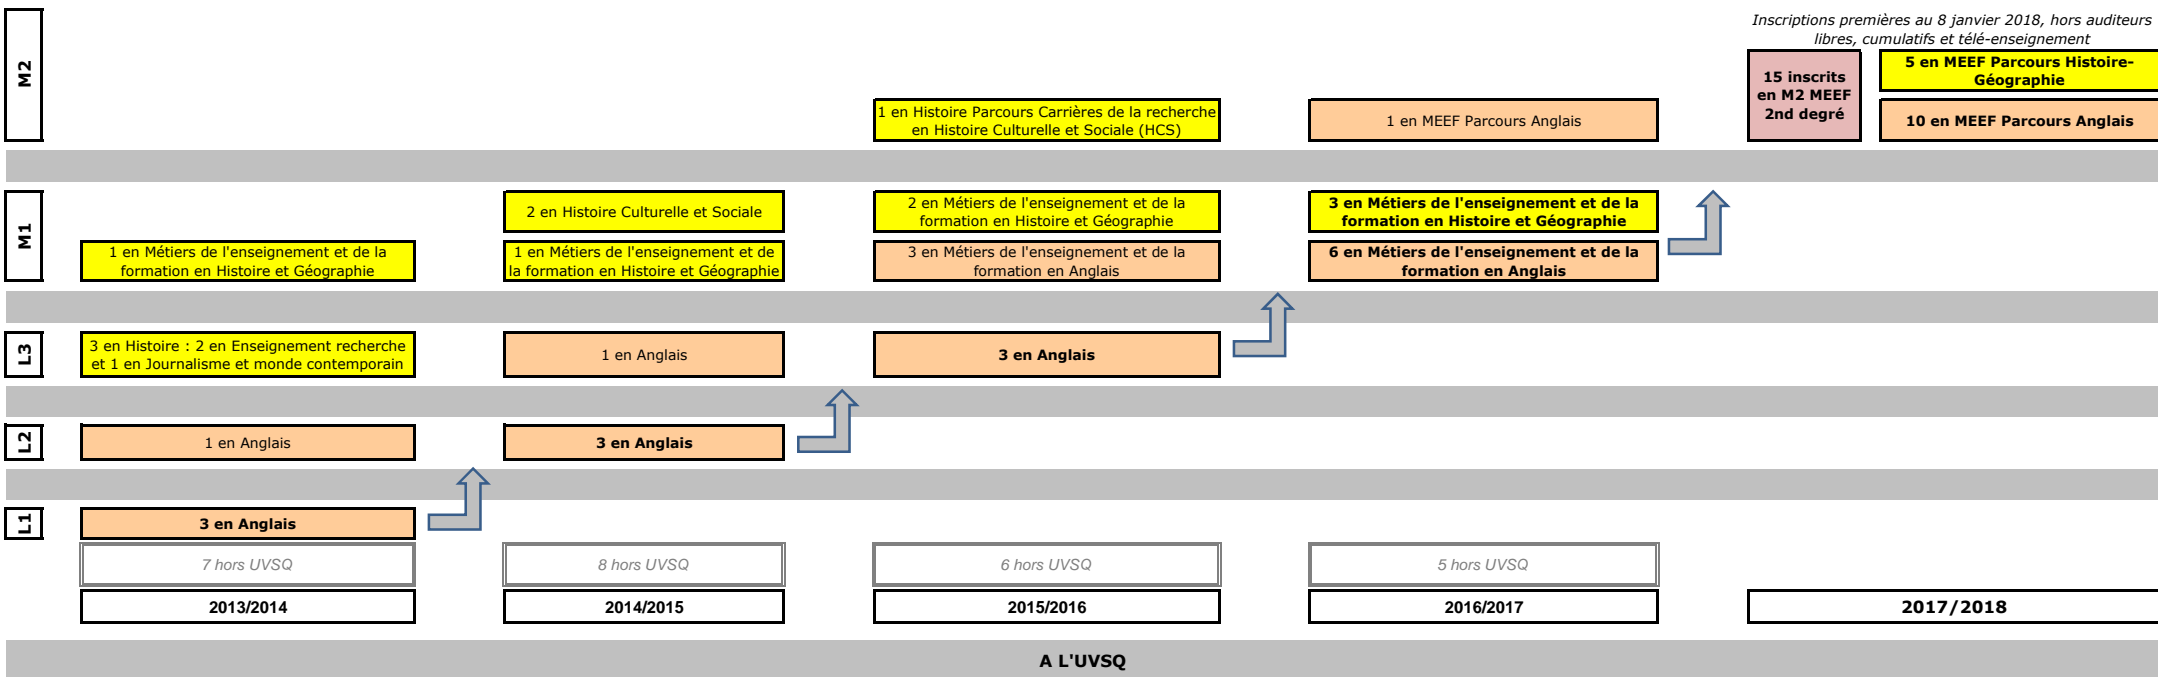 Inscriptions premières au 8 janvier 2018, hors auditeurs
libres, cumulatifs et télé-enseignement
M2
1 en Histoire Parcours Carrières de la recherche
en Histoire Culturelle et Sociale (HCS)
1 en MEEF Parcours Anglais
15 inscrits
en M2 MEEF
2nd degré
5 en MEEF Parcours Histoire-
Géographie
10 en MEEF Parcours Anglais
M1
2 en Histoire Culturelle et Sociale
2 en Métiers de l'enseignement et de la
formation en Histoire et Géographie
3 en Métiers de l'enseignement et de la
formation en Histoire et Géographie
1 en Métiers de l'enseignement et de la
formation en Histoire et Géographie
1 en Métiers de l'enseignement et de
la formation en Histoire et Géographie
3 en Métiers de l'enseignement et de la
formation en Anglais
6 en Métiers de l'enseignement et de la
formation en Anglais
L3
3 en Histoire : 2 en Enseignement recherche
et 1 en Journalisme et monde contemporain
1 en Anglais
3 en Anglais
L2
1 en Anglais
3 en Anglais
L1
3 en Anglais
7 hors UVSQ
8 hors UVSQ
6 hors UVSQ
5 hors UVSQ
2013/2014
2014/2015
2015/2016
2016/2017
2017/2018
A L'UVSQ